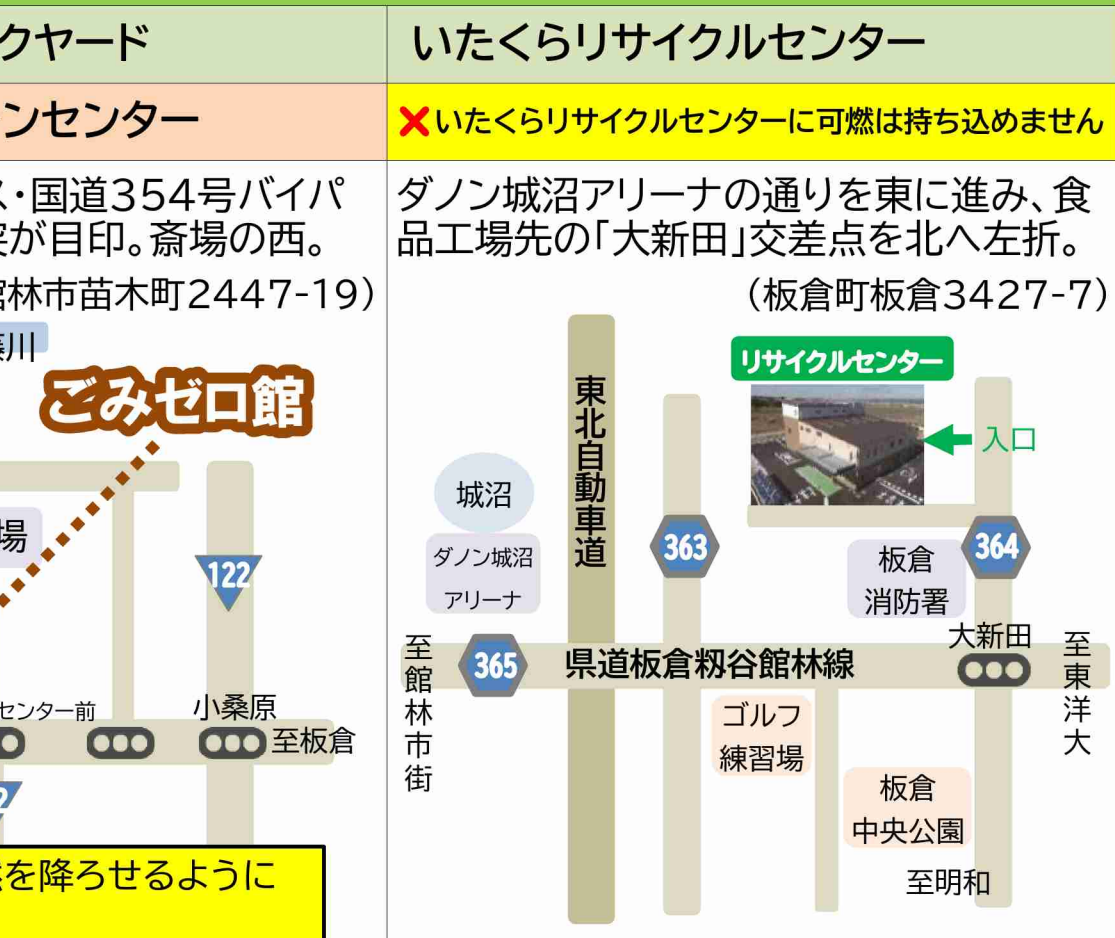 クヤード
ンセンター
ス・国道354号バイパ
突が目印。斎場の西。
館林市苗木町2447-19）
藤川
ごみゼロ館
場
122
センター前
小桑原
至板倉
を降ろせるように
いたくらリサイクルセンター
❌いたくらリサイクルセンターに可燃は持ち込めません
ダノン城沼アリーナの通りを東に進み、食
品工場先の「大新田」交差点を北へ左折。
（板倉町板倉3427-7）
リサイクルセンター
入口
東北自動車道
城沼
ダノン城沼
アリーナ
363
364
板倉
消防署
大新田
至館林市街
365
県道板倉籾谷館林線
至東洋大
ゴルフ
練習場
板倉
中央公園
至明和